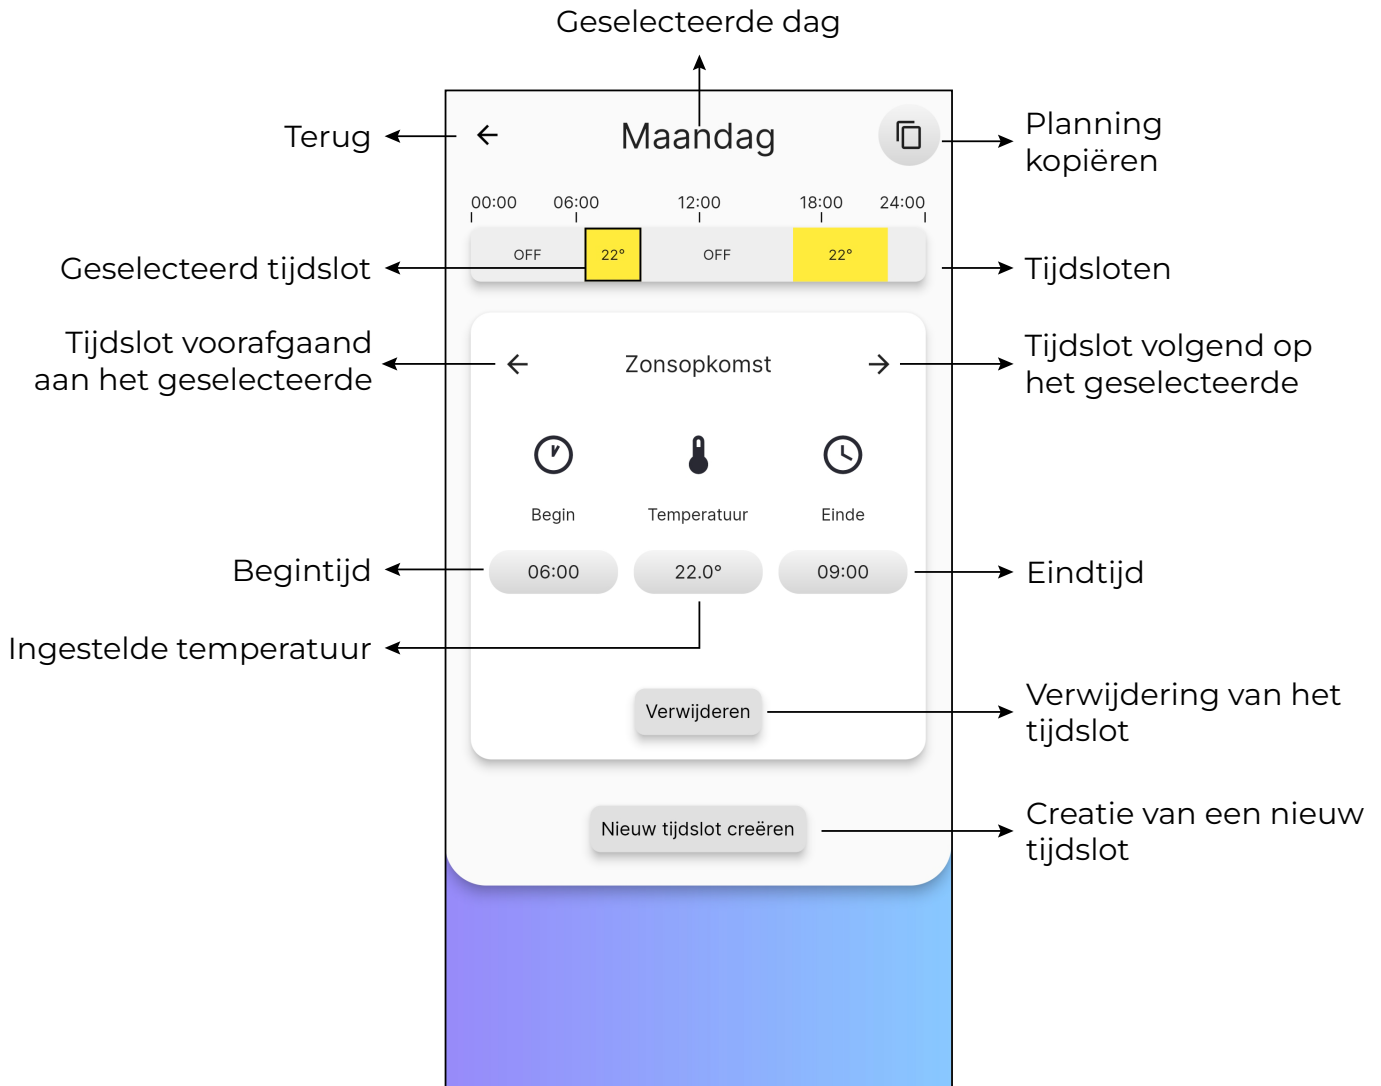 Geselecteerde dag
Terug
Maandag
Planning
kopiëren
00:00 06:00 12:00 18:00 24:00
OFF 22° OFF 22°
Geselecteerd tijdslot
Tijdsloten
Tijdslot voorafgaand
aan het geselecteerde
Zonsopkomst
Tijdslot volgend op
het geselecteerde
Begin Temperatuur Einde
Begintijd
06:00 22.0° 09:00
Eindtijd
Ingestelde temperatuur
Verwijderen
Verwijdering van het
tijdslot
Nieuw tijdslot creëren
Creatie van een nieuw
tijdslot